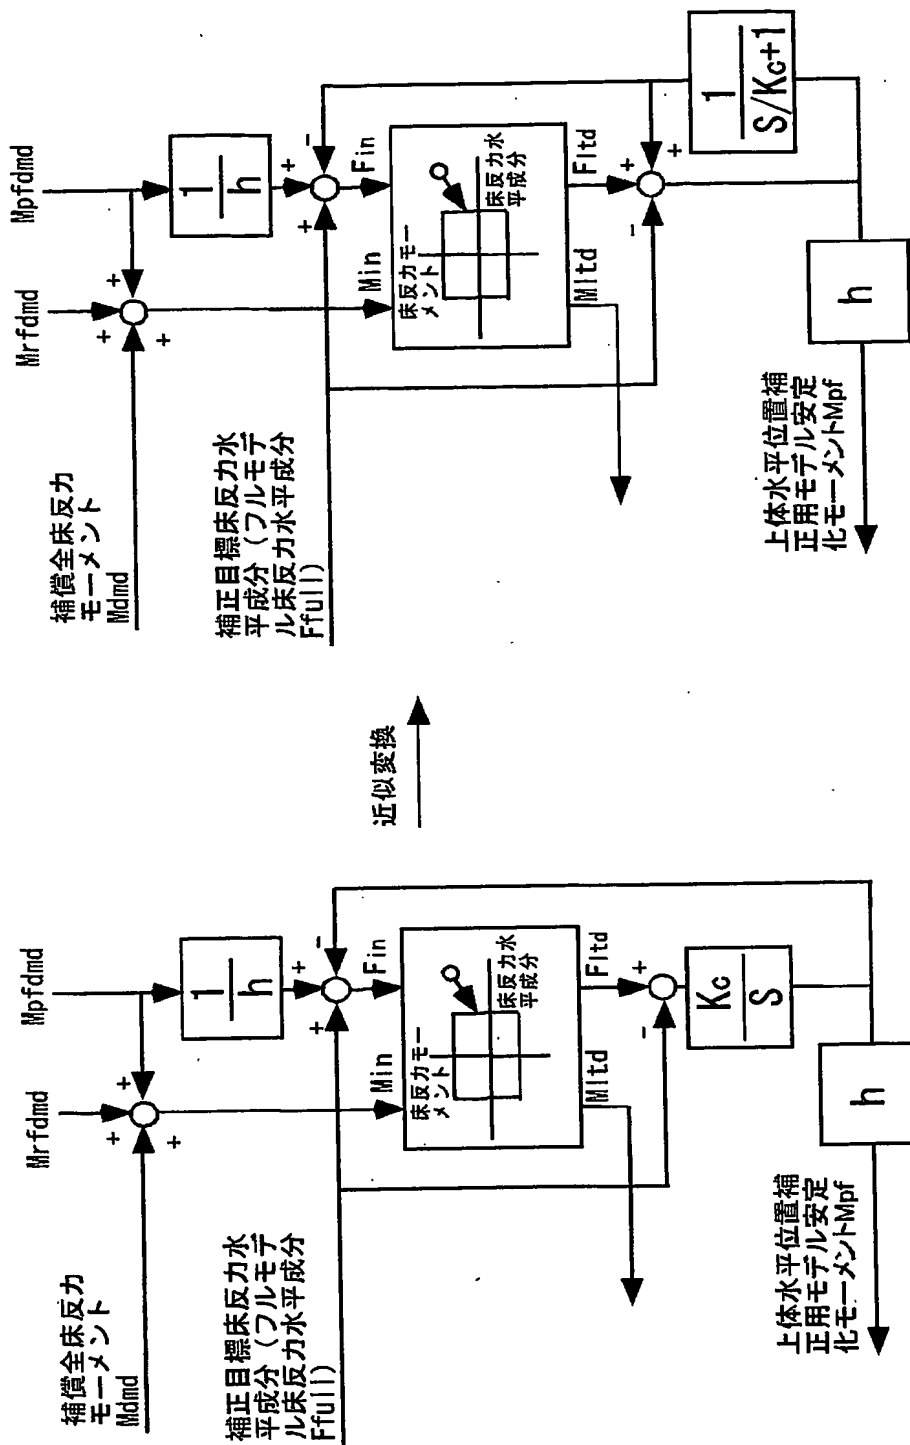 Mrfdmd
Mpfdmd
補償全床反力
モーメント
Mdmd
+
+
+
1
h
+
+
-
補正目標床反力水
平成分（フルモデ
ル床反力水平成分
Ffull)
Min
Fin
床反力モー
メント
床反力水
平成分
Mltd
Fltd
-
+
Kc
S
h
上体水平位置補
正用モデル安定
化モーメントMpf
近似変換
Mrfdmd
Mpfdmd
補償全床反力
モーメント
Mdmd
+
+
+
1
h
+
+
-
補正目標床反力水
平成分（フルモデ
ル床反力水平成分
Ffull)
Min
Fin
床反力モー
メント
床反力水
平成分
Mltd
Fltd
-
+
+
1
S/Kc+1
h
上体水平位置補
正用モデル安定
化モーメントMpf